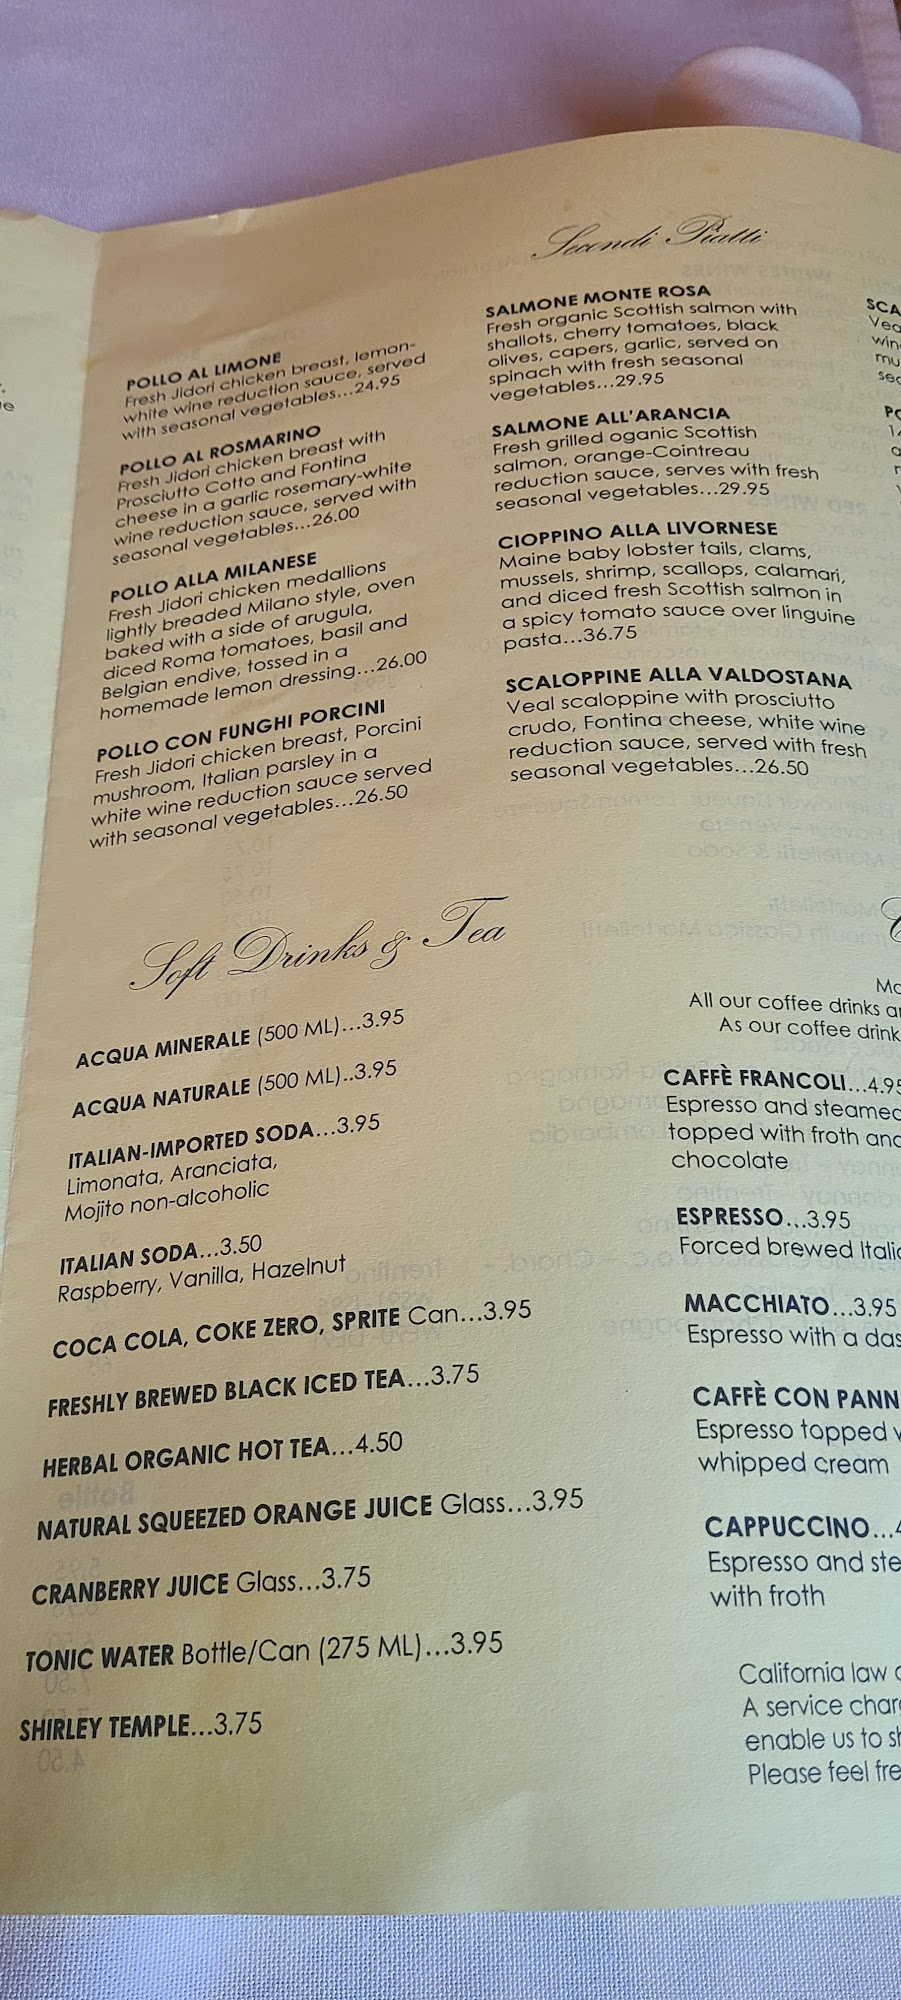 Secondi Piatti
POLLO AL LIMONE
Fresh Jidori chicken breast, lemon-
white wine reduction sauce, served
with seasonal vegetables...24.95
POLLO AL ROSMARINO
Fresh Jidori chicken breast with
Prosciutto Cotto and Fontina
cheese in a garlic rosemary-white
wine reduction sauce, served with
seasonal vegetables...26.00
POLLO ALLA MILANESE
Fresh Jidori chicken medallions
lightly breaded Milano style, oven
baked with a side of arugula,
diced Roma tomatoes, basil and
Belgian endive, tossed in a
homemade lemon dressing...26.00
POLLO CON FUNGHI PORCINI
Fresh Jidori chicken breast, Porcini
mushroom, Italian parsley in a
white wine reduction sauce served
with seasonal vegetables...26.50
SALMONE MONTE ROSA
Fresh organic Scottish salmon with
shallots, cherry tomatoes, black
olives, capers, garlic, served on
spinach with fresh seasonal
vegetables...29.95
SALMONE ALL'ARANCIA
Fresh grilled oganic Scottish
salmon, orange-Cointreau
reduction sauce, serves with fresh
seasonal vegetables...29.95
CIOPPINO ALLA LIVORNESE
Maine baby lobster tails, clams,
mussels, shrimp, scallops, calamari,
and diced fresh Scottish salmon in
a spicy tomato sauce over linguine
pasta...36.75
SCALOPPINE ALLA VALDOSTANA
Veal scaloppine with prosciutto
crudo, Fontina cheese, white wine
reduction sauce, served with fresh
seasonal vegetables...26.50
Soft Drinks & Tea
ACQUA MINERALE (500 ML)...3.95
ACQUA NATURALE (500 ML)..3.95
ITALIAN-IMPORTED SODA...3.95
Limonata, Aranciata,
Mojito non-alcoholic
ITALIAN SODA...3.50
Raspberry, Vanilla, Hazelnut
COCA COLA, COKE ZERO, SPRITE Can...3.95
FRESHLY BREWED BLACK ICED TEA...3.75
HERBAL ORGANIC HOT TEA...4.50
NATURAL SQUEEZED ORANGE JUICE Glass...3.95
CRANBERRY JUICE Glass...3.75
TONIC WATER Bottle/Can (275 ML)...3.95
SHIRLEY TEMPLE...3.75
All our coffee drinks
As our coffee drink
CAFFÈ FRANCOLI...4.95
Espresso and steamed
topped with froth and
chocolate
ESPRESSO...3.95
Forced brewed
MACCHIATO...3.95
Espresso with a
CAFFÈ CON
Espresso topped
whipped cream
CAPPUCCINO...
Espresso and
with froth
California law
A service
enable us to
Please feel